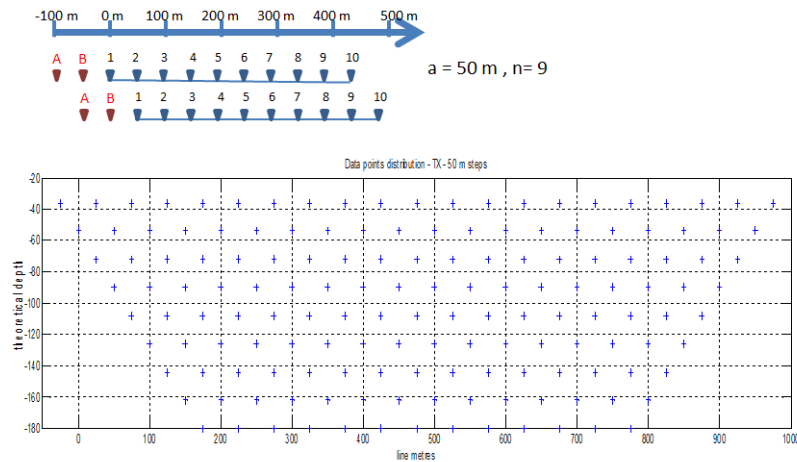 -100 m 0 m 100 m 200 m 300 m 400 m 500 m
A B 1 2 3 4 5 6 7 8 9 10
a = 50 m , n= 9
A B 1 2 3 4 5 6 7 8 9 10
Data points distribution - TX - 50 m steps
-20
-40
-60
-80
-100
-120
-140
-160
-180
theoretical depth
0 100 200 300 400 500 600 700 800 900 1000
line metres